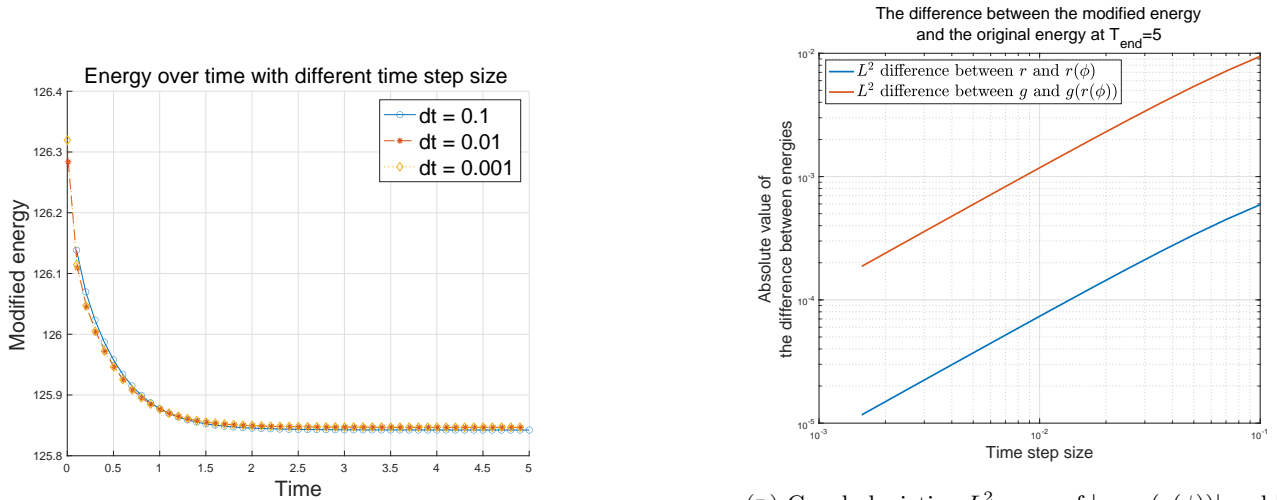 Energy over time with different time step size
126.4
126.3
126.2
126.1
126
125.9
125.8
Modified energy
dt = 0.1
dt = 0.01
dt = 0.001
0 0.5 1 1.5 2 2.5 3 3.5 4 4.5 5
Time
The difference between the modified energy
and the original energy at T_end=5
L² difference between r and r(ϕ)
L² difference between g and g(r(ϕ))
10⁻²
10⁻³
10⁻⁴
10⁻⁵
Absolute value of
the difference between energies
10⁻³ 10⁻² 10⁻¹
Time step size